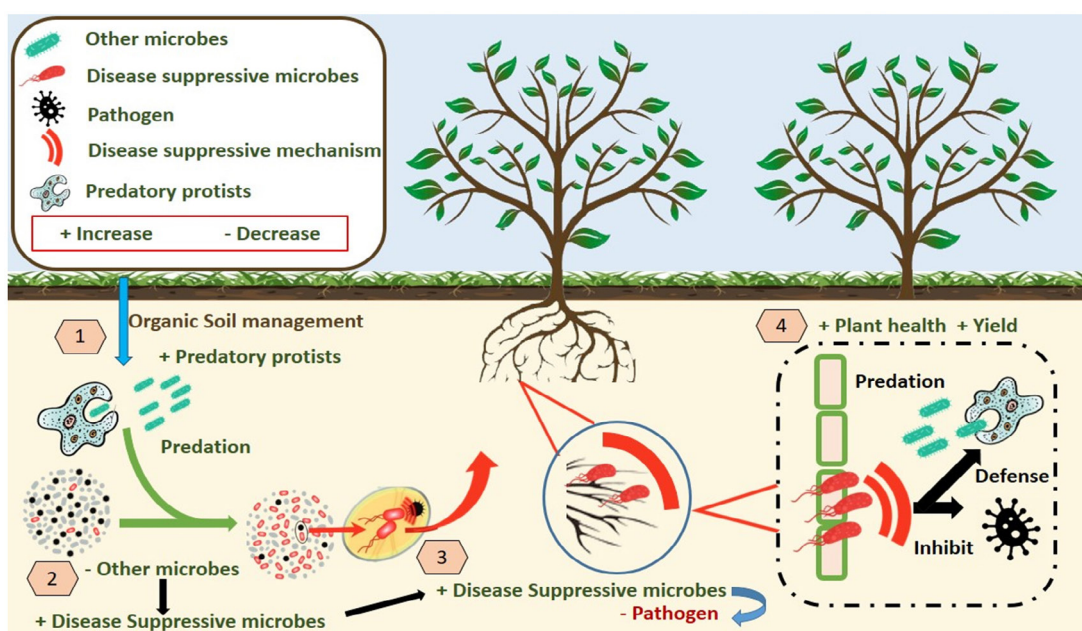 Other microbes
Disease suppressive microbes
Pathogen
Disease suppressive mechanism
Predatory protists
+ Increase - Decrease
1
Organic Soil management
+ Predatory protists
Predation
2
- Other microbes
+ Disease Suppressive microbes
3
+ Disease Suppressive microbes
- Pathogen
4
+ Plant health + Yield
Predation
Defense
Inhibit